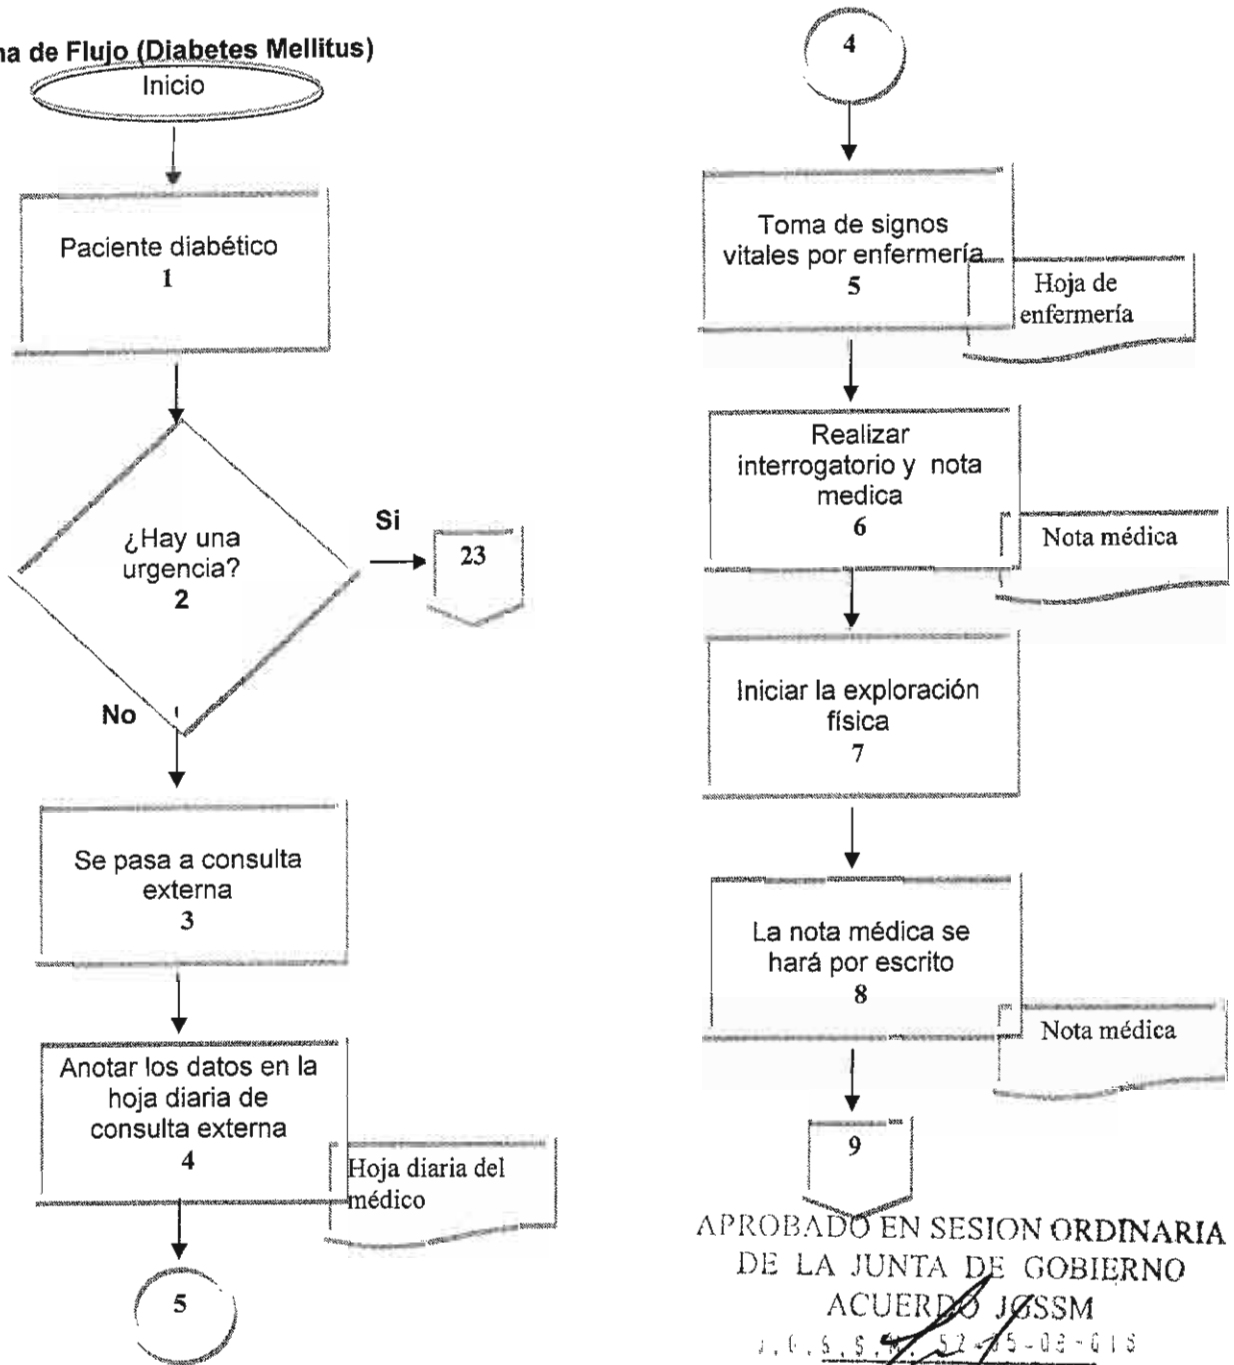 na de Flujo (Diabetes Mellitus)
Inicio
Paciente diabético
1
¿Hay una
urgencia?
2
Si
23
No
Se pasa a consulta
externa
3
Anotar los datos en la
hoja diaria de
consulta externa
4
Hoja diaria del
médico
5
4
Toma de signos
vitales por enfermería
5
Hoja de
enfermería
Realizar
interrogatorio y nota
medica
6
Nota médica
Iniciar la exploración
física
7
La nota médica se
hará por escrito
8
Nota médica
9
APROBADO EN SESION ORDINARIA
DE LA JUNTA DE GOBIERNO
ACUERDO JGSSM